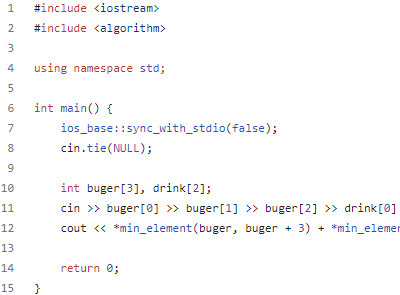 1 #include <iostream>
2 #include <algorithm>
3
4 using namespace std;
5
6 int main() {
7 ios_base::sync_with_stdio(false);
8 cin.tie(NULL);
9
10 int buger[3], drink[2];
11 cin >> buger[0] >> buger[1] >> buger[2] >> drink[0]
12 cout << *min_element(buger, buger + 3) + *min_elemer
13
14 return 0;
15 }